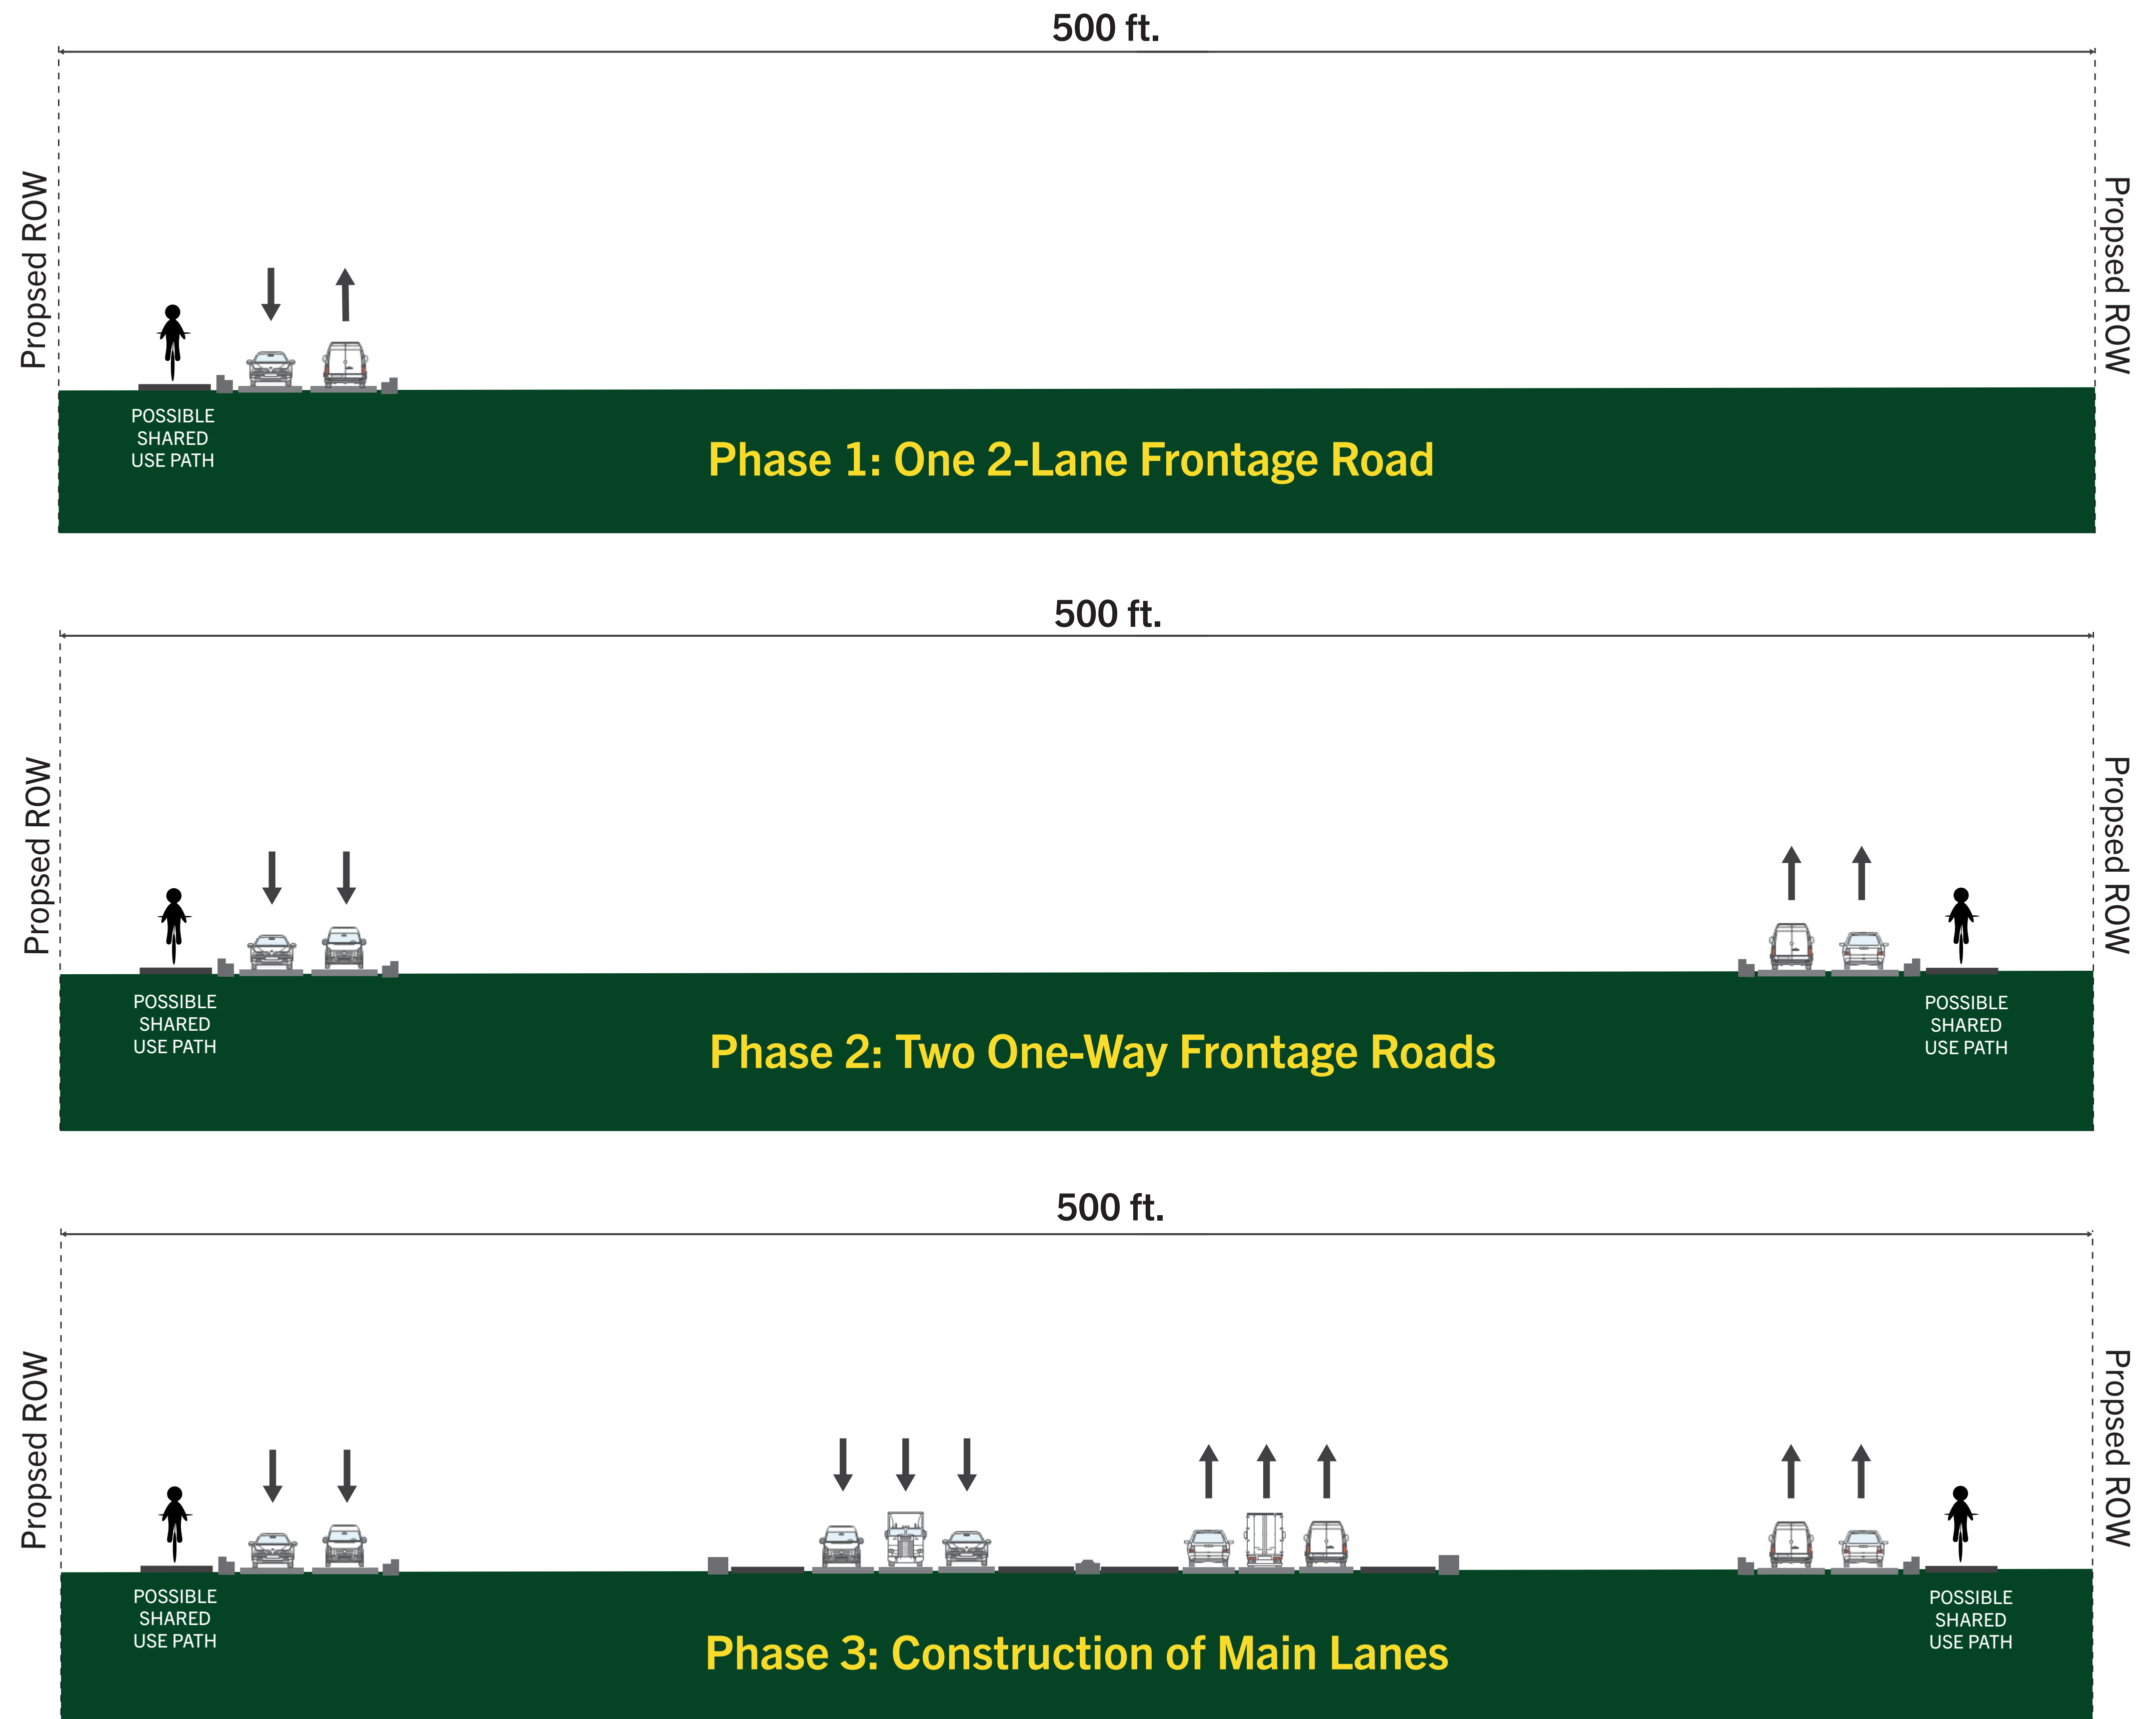 500 ft.
Propsed ROW
Propsed ROW
POSSIBLE
SHARED
USE PATH
Phase 1: One 2-Lane Frontage Road
500 ft.
Propsed ROW
Propsed ROW
POSSIBLE
SHARED
USE PATH
Phase 2: Two One-Way Frontage Roads
POSSIBLE
SHARED
USE PATH
500 ft.
Propsed ROW
Propsed ROW
POSSIBLE
SHARED
USE PATH
Phase 3: Construction of Main Lanes
POSSIBLE
SHARED
USE PATH